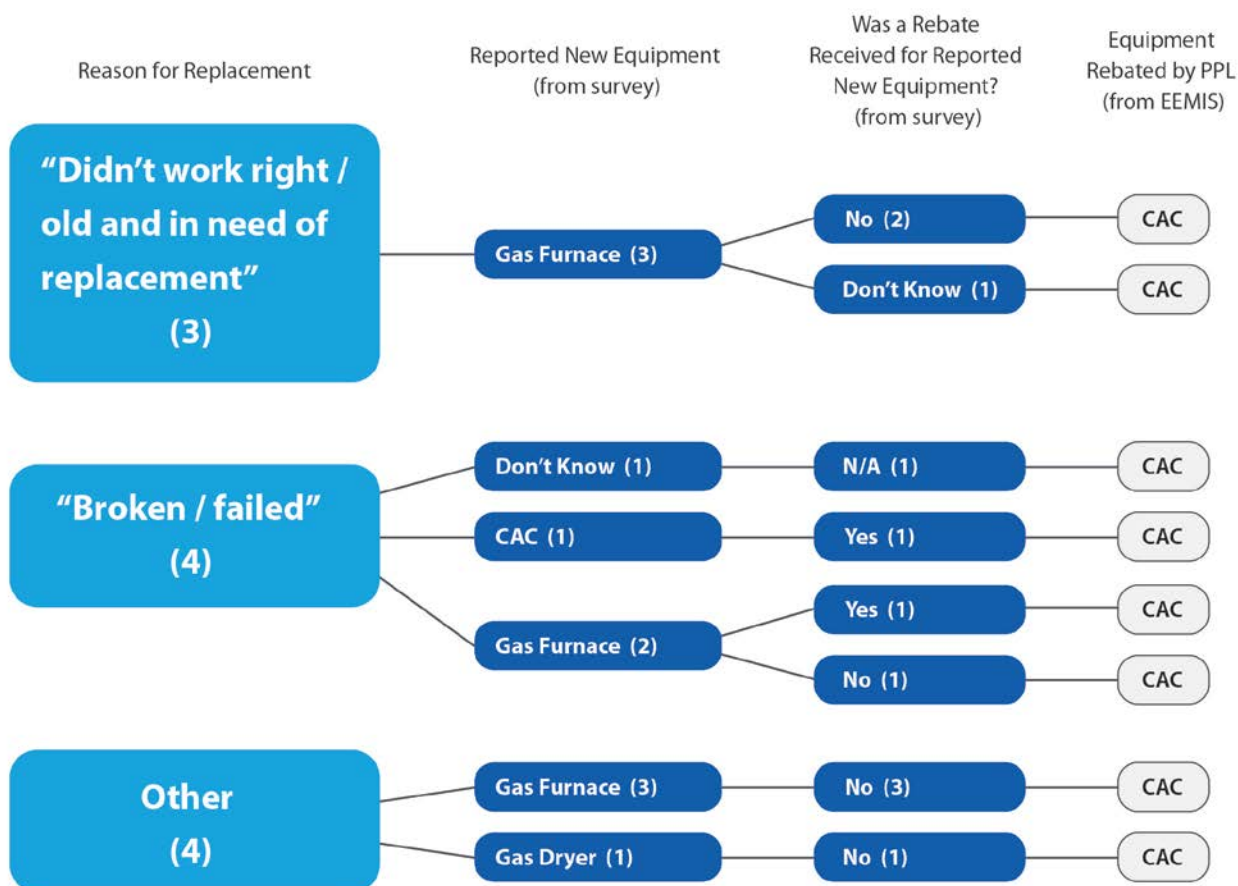 Reason for Replacement
Reported New Equipment
(from survey)
Was a Rebate
Received for Reported
New Equipment?
(from survey)
Equipment
Rebated by PPL
(from EEMIS)
“Didn’t work right /
old and in need of
replacement”
(3)
Gas Furnace (3)
No (2)
CAC
Don’t Know (1)
CAC
“Broken / failed”
(4)
Don’t Know (1)
N/A (1)
CAC
CAC (1)
Yes (1)
CAC
Gas Furnace (2)
Yes (1)
CAC
No (1)
CAC
Other
(4)
Gas Furnace (3)
No (3)
CAC
Gas Dryer (1)
No (1)
CAC